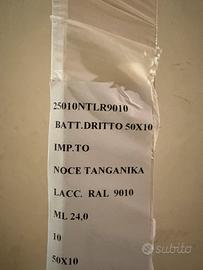 25010NTLR9010
BATT.DRITTO 50X10
IMP.TO
NOCE TANGANIKA
LACC. RAL 9010
ML 24,0
10
50X10
subito